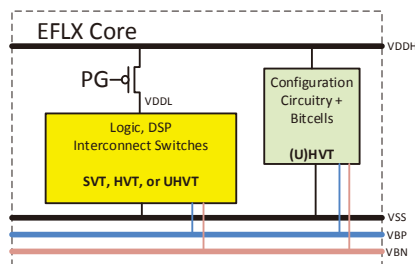 EFLX Core
VDDH
PG
VDDL
Configuration
Circuitry +
Bitcells
(U)HVT
Logic, DSP
Interconnect Switches
SVT, HVT, or UHVT
VSS
VBP
VBN